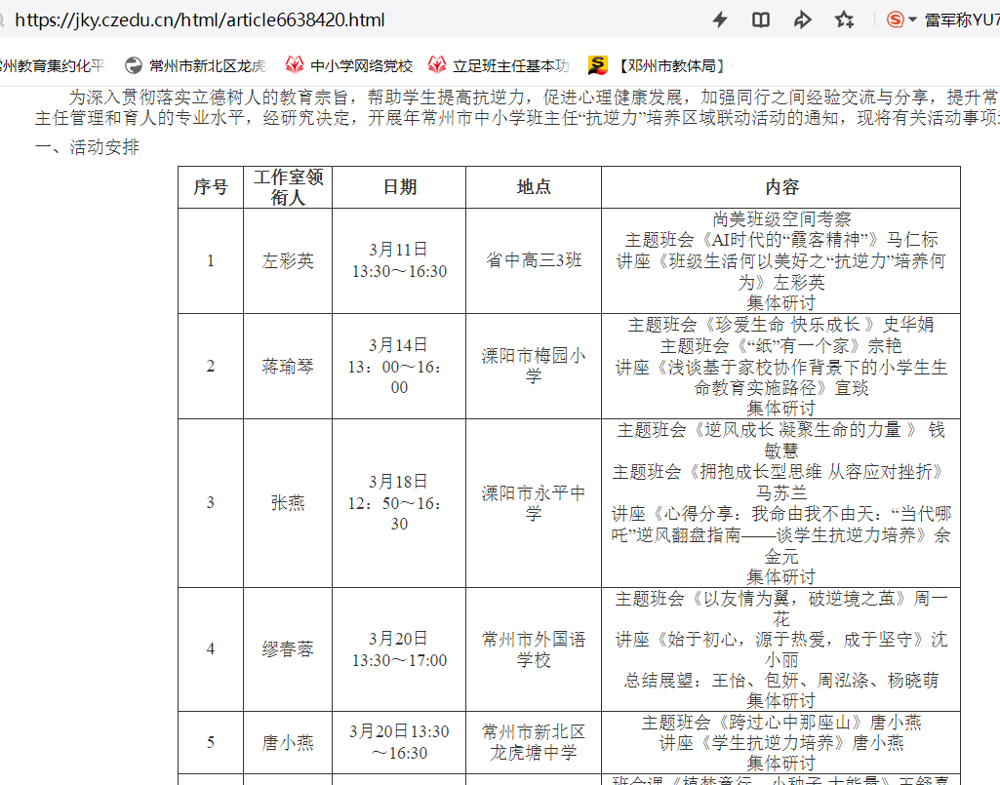 https://jky.czedu.cn/html/article6638420.html
雷军称YU7
州教育集约化平
常州市新北区龙虎
中小学网络党校
立足班主任基本功
【邓州市教体局】
为深入贯彻落实立德树人的教育宗旨，帮助学生提高抗逆力，促进心理健康发展，加强同行之间经验交流与分享，提升常
主任管理和育人的专业水平，经研究决定，开展年常州市中小学班主任“抗逆力”培养区域联动活动的通知，现将有关活动事项
一、活动安排
序号
工作室领
衔人
日期
地点
内容
1
左彩英
3月11日
13:30～16:30
省中高三3班
尚美班级空间考察
主题班会《AI时代的“霞客精神”》马仁标
讲座《班级生活何以美好之“抗逆力”培养何
为》左彩英
集体研讨
2
蒋瑜琴
3月14日
13：00～16：
00
溧阳市梅园小
学
主题班会《珍爱生命 快乐成长 》史华娟
主题班会《“纸”有一个家》宗艳
讲座《浅谈基于家校协作背景下的小学生生
命教育实施路径》宣琰
集体研讨
3
张燕
3月18日
12：50～16：
30
溧阳市永平中
学
主题班会《逆风成长 凝聚生命的力量 》 钱
敏慧
主题班会《拥抱成长型思维 从容应对挫折》
马苏兰
讲座《心得分享：我命由我不由天：“当代哪
吒”逆风翻盘指南——谈学生抗逆力培养》余
金元
集体研讨
4
缪春蓉
3月20日
13:30～17:00
常州市外国语
学校
主题班会《以友情为翼，破逆境之茧》周一
花
讲座《始于初心，源于热爱，成于坚守》沈
小丽
总结展望：王怡、包妍、周泓涤、杨晓萌
集体研讨
5
唐小燕
3月20日13:30
～16:30
常州市新北区
龙虎塘中学
主题班会《跨过心中那座山》唐小燕
讲座《学生抗逆力培养》唐小燕
集体研讨